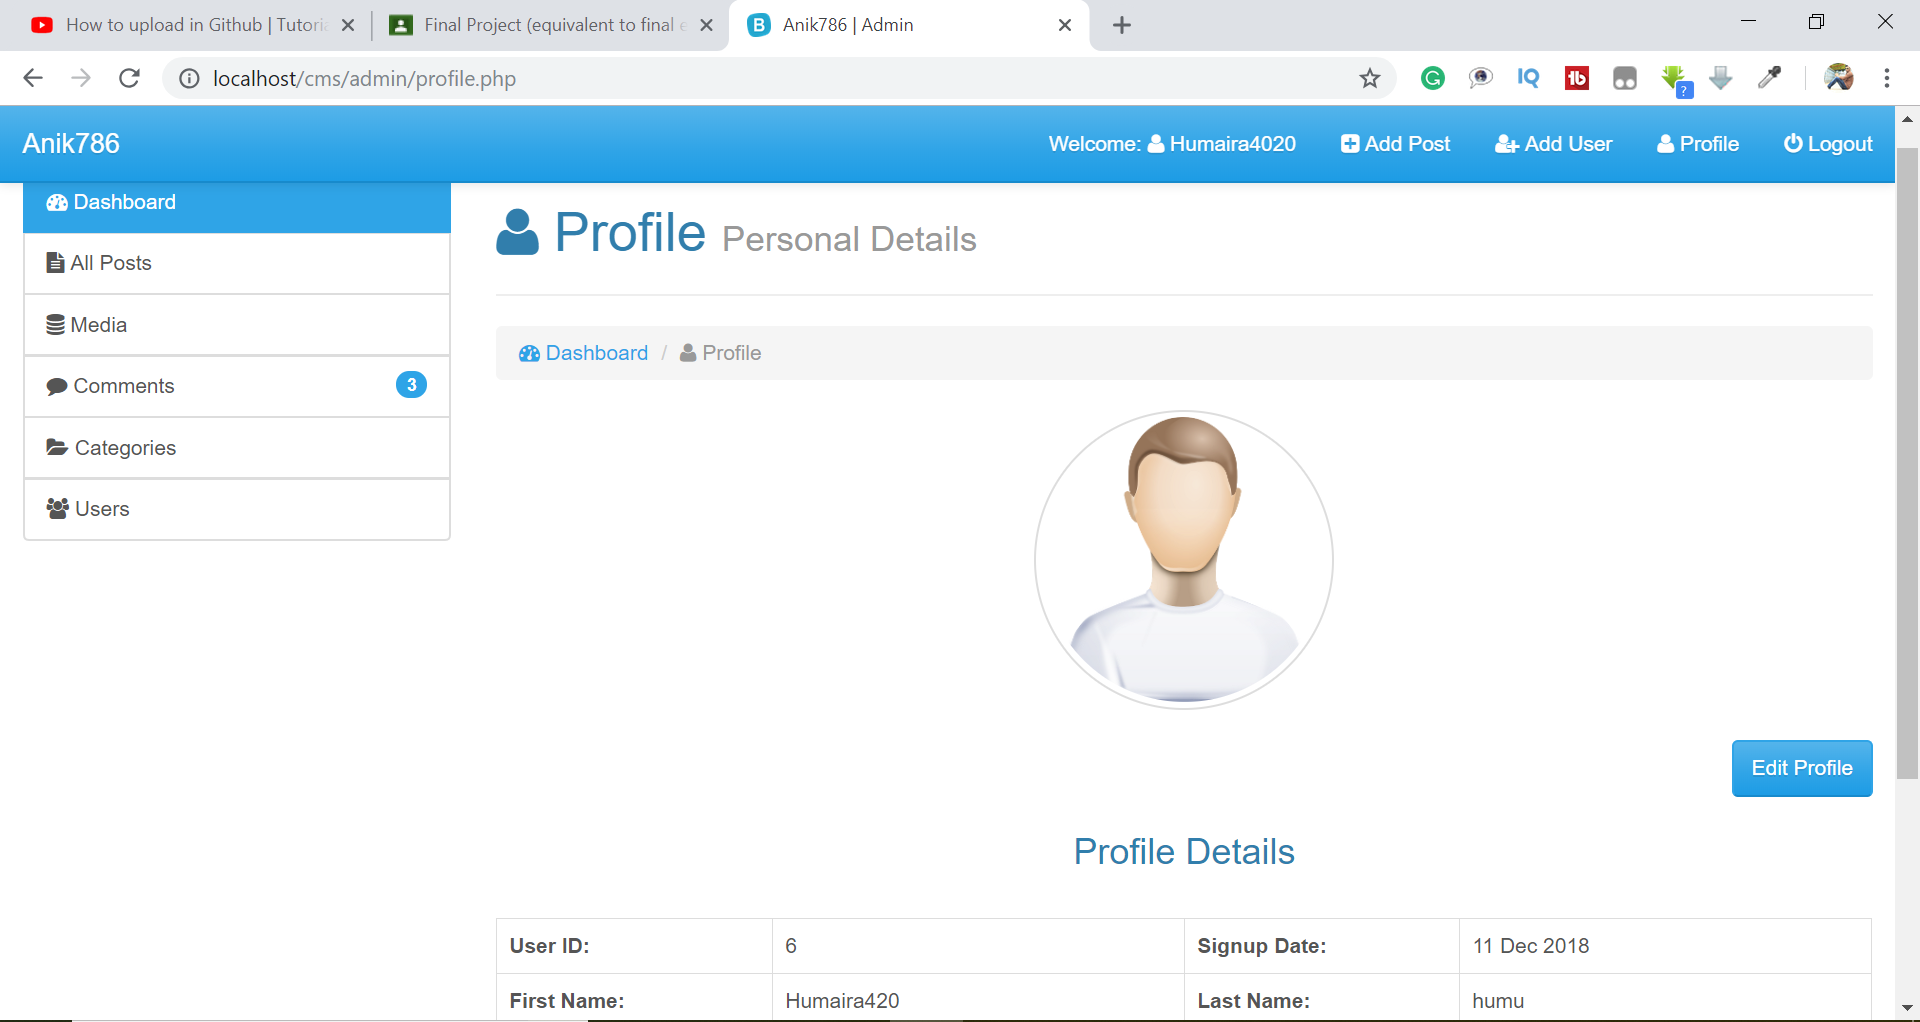 How to upload in Github | Tutoria
Final Project (equivalent to final e
Anik786 | Admin
localhost/cms/admin/profile.php
Anik786
Welcome: Humaira4020
Add Post
Add User
Profile
Logout
Dashboard
All Posts
Media
Comments 3
Categories
Users
Profile Personal Details
Dashboard / Profile
Edit Profile
Profile Details
User ID: 6 Signup Date: 11 Dec 2018
First Name: Humaira420 Last Name: humu